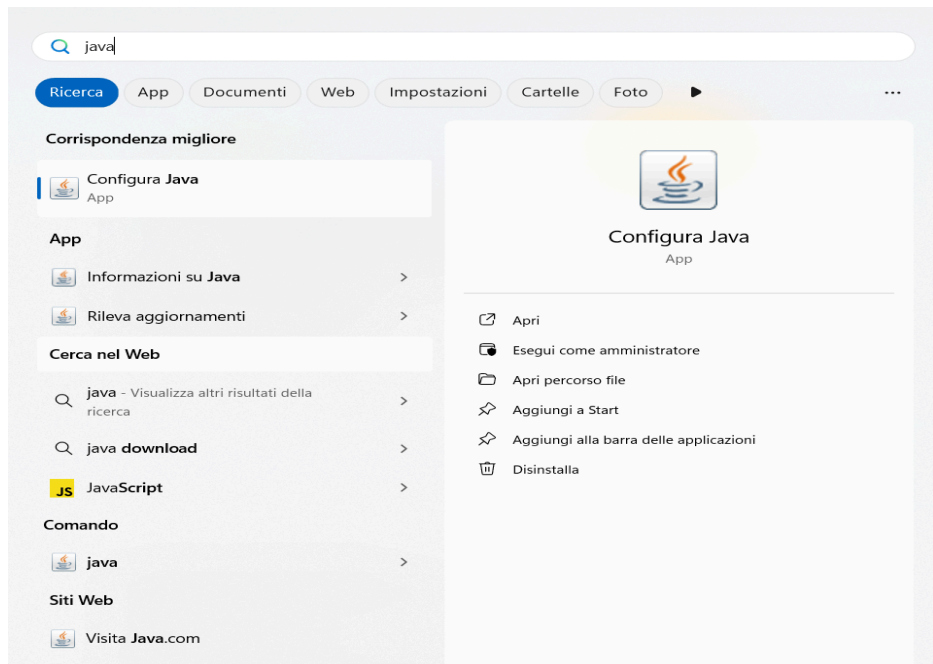 java
Ricerca App Documenti Web Impostazioni Cartelle Foto
Corrispondenza migliore
Configura Java
App
App
Informazioni su Java
Rileva aggiornamenti
Cerca nel Web
java - Visualizza altri risultati della
ricerca
java download
JS JavaScript
Comando
java
Siti Web
Visita Java.com
Configura Java
App
Apri
Esegui come amministratore
Apri percorso file
Aggiungi a Start
Aggiungi alla barra delle applicazioni
Disinstalla